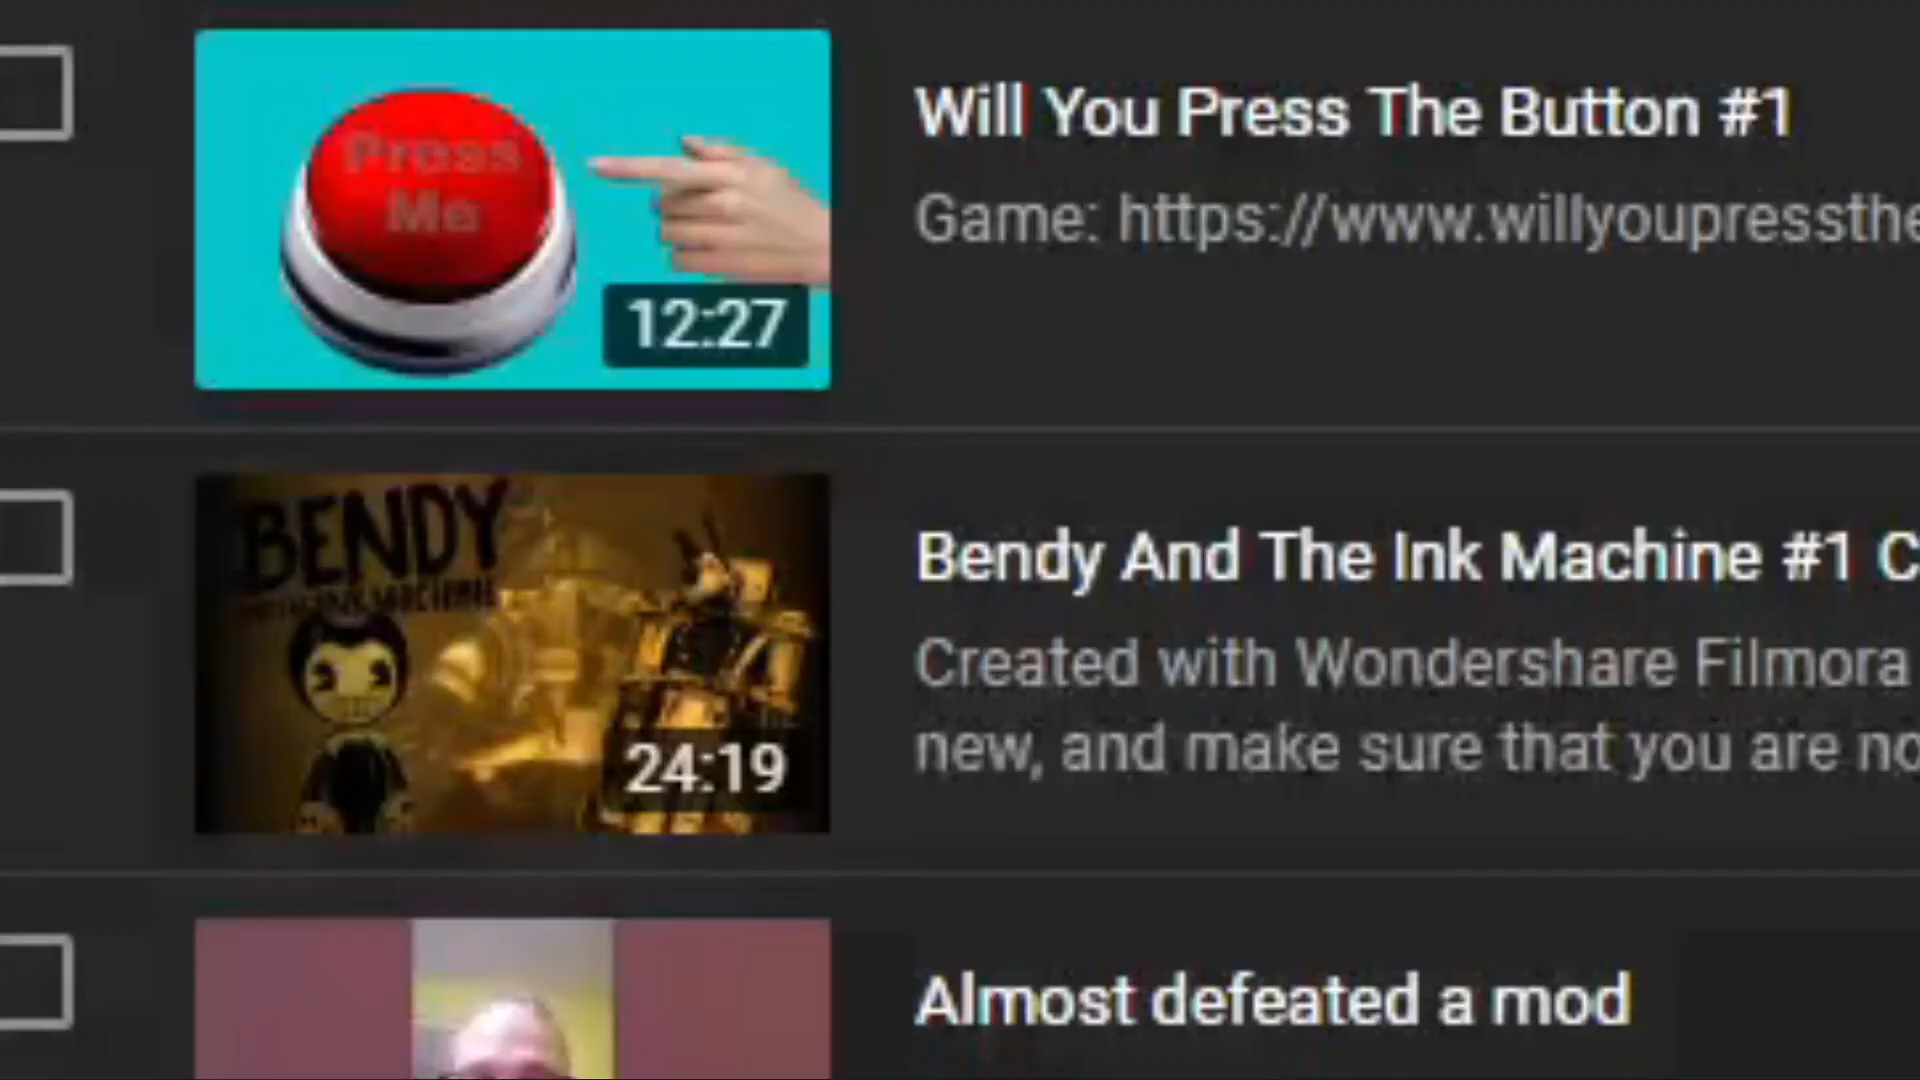 Press
Me
12:27
Will You Press The Button #1
Game: https://www.willyoupressthe
BENDY
24:19
Bendy And The Ink Machine #1 C
Created with Wondershare Filmora
new, and make sure that you are no
Almost defeated a mod